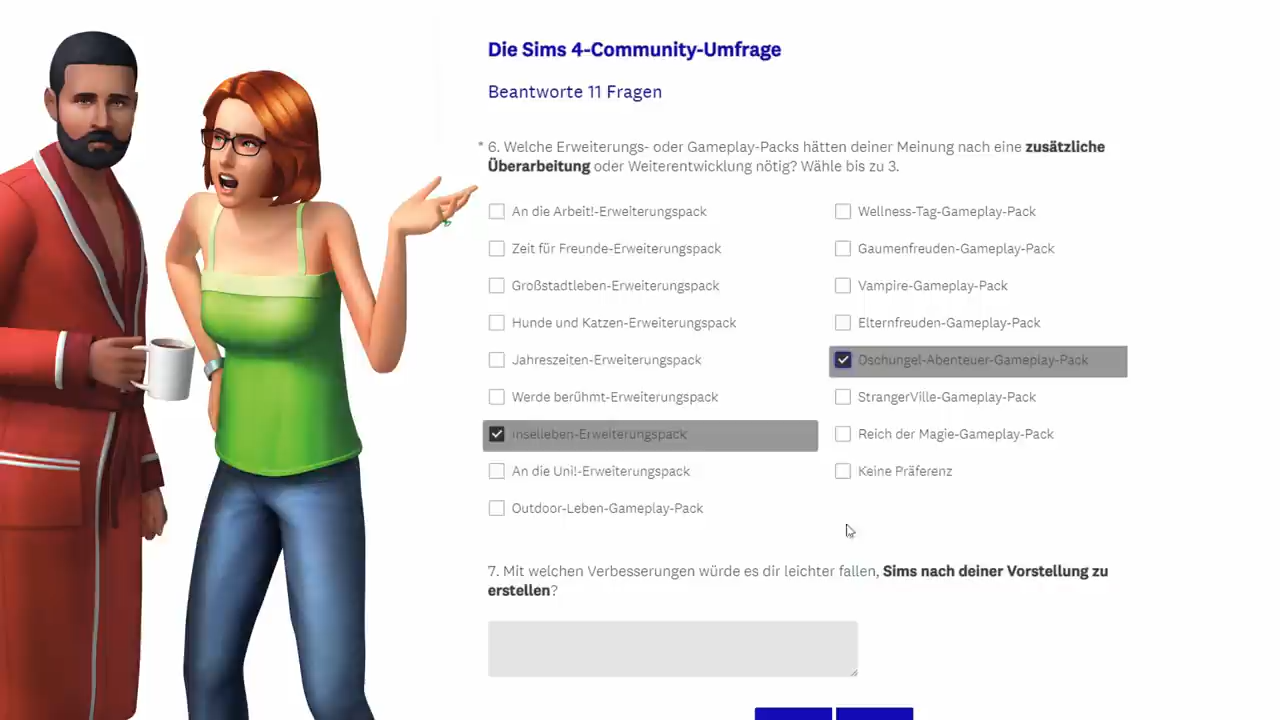 Die Sims 4-Community-Umfrage
Beantworte 11 Fragen
* 6. Welche Erweiterungs- oder Gameplay-Packs hätten deiner Meinung nach eine zusätzliche
Überarbeitung oder Weiterentwicklung nötig? Wähle bis zu 3.
An die Arbeit!-Erweiterungspack
Zeit für Freunde-Erweiterungspack
Großstadtleben-Erweiterungspack
Hunde und Katzen-Erweiterungspack
Jahreszeiten-Erweiterungspack
Werde berühmt-Erweiterungspack
Inselleben-Erweiterungspack
An die Uni!-Erweiterungspack
Outdoor-Leben-Gameplay-Pack
Wellness-Tag-Gameplay-Pack
Gaumenfreuden-Gameplay-Pack
Vampire-Gameplay-Pack
Elternfreuden-Gameplay-Pack
Dschungel-Abenteuer-Gameplay-Pack
StrangerVille-Gameplay-Pack
Reich der Magie-Gameplay-Pack
Keine Präferenz
7. Mit welchen Verbesserungen würde es dir leichter fallen, Sims nach deiner Vorstellung zu
erstellen?